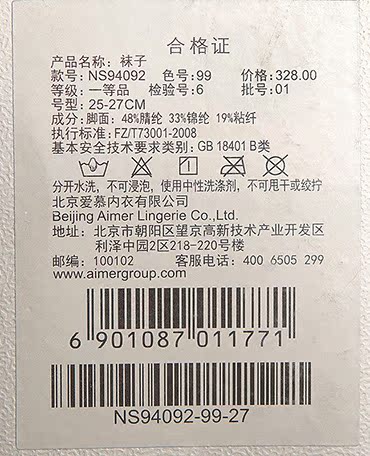 合格证
产品名称：袜子
款号：NS94092 色号：99 价格：328.00
等级：一等品 检验号：6 批号：01
号型：25-27CM
成分：脚面：48%腈纶 33%锦纶 19%粘纤
执行标准：FZ/T73001-2008
基本安全技术要求类别：GB 18401 B类
分开水洗，不可浸泡，使用中性洗涤剂，不可甩干或绞拧
北京爱慕内衣有限公司
Beijing Aimer Lingerie Co.,Ltd.
地址：北京市朝阳区望京高新技术产业开发区
利泽中园2区218-220号楼
邮编：100102 客服电话：400 6505 299
www.aimergroup.com
6 901087 011771
NS94092-99-27